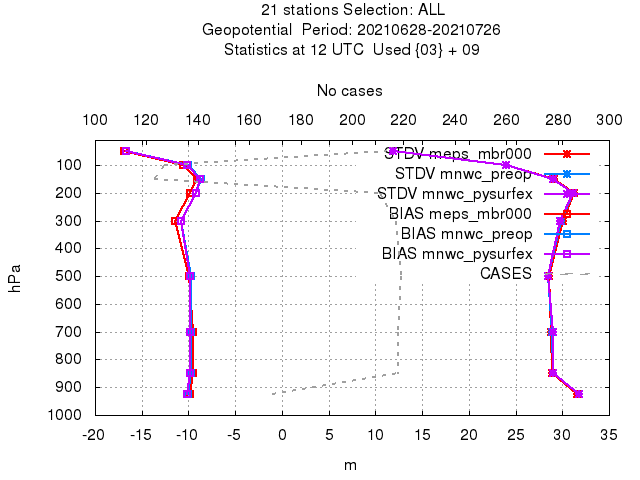 21 stations Selection: ALL
Geopotential  Period: 20210628-20210726
Statistics at 12 UTC  Used {03} + 09
No cases
100 120 140 160 180 200 220 240 260 280 300
STDV meps_mbr000
STDV mnwc_preop
STDV mnwc_pysurfex
BIAS meps_mbr000
BIAS mnwc_preop
BIAS mnwc_pysurfex
CASES
hPa
100
200
300
400
500
600
700
800
900
1000
-20 -15 -10 -5 0 5 10 15 20 25 30 35
m